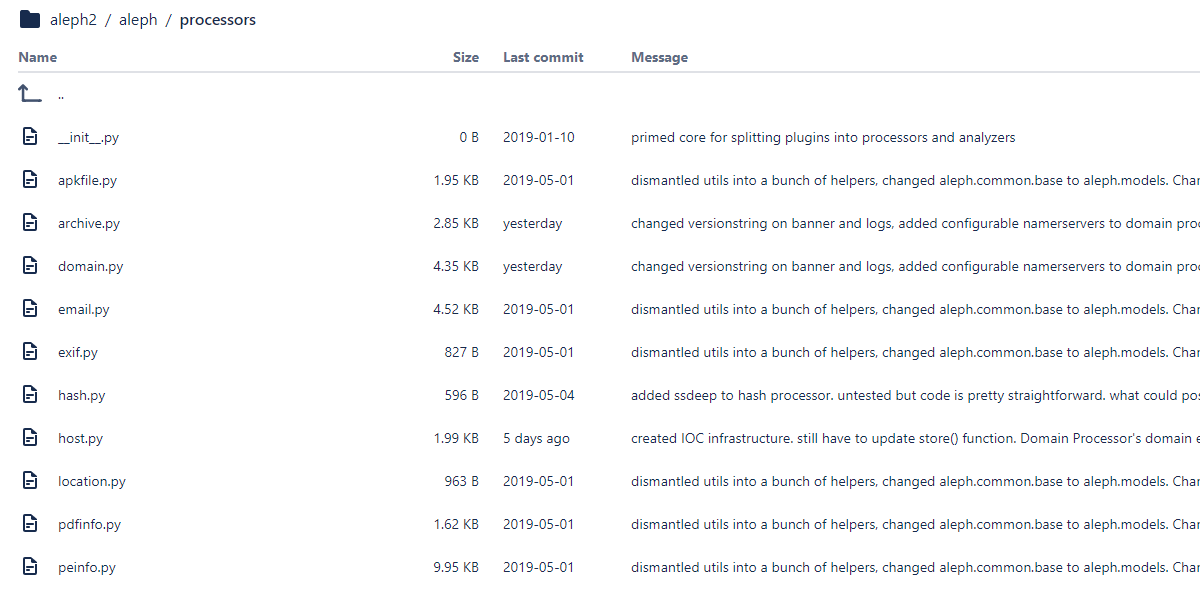 aleph2 / aleph / processors
Name Size Last commit Message
..
__init__.py 0 B 2019-01-10 primed core for splitting plugins into processors and analyzers
apkfile.py 1.95 KB 2019-05-01 dismantled utils into a bunch of helpers, changed aleph.common.base to aleph.models. Char
archive.py 2.85 KB yesterday changed versionstring on banner and logs, added configurable namerservers to domain proc
domain.py 4.35 KB yesterday changed versionstring on banner and logs, added configurable namerservers to domain proc
email.py 4.52 KB 2019-05-01 dismantled utils into a bunch of helpers, changed aleph.common.base to aleph.models. Char
exif.py 827 B 2019-05-01 dismantled utils into a bunch of helpers, changed aleph.common.base to aleph.models. Char
hash.py 596 B 2019-05-04 added ssdeep to hash processor. untested but code is pretty straightforward. what could pos
host.py 1.99 KB 5 days ago created IOC infrastructure. still have to update store() function. Domain Processor's domain e
location.py 963 B 2019-05-01 dismantled utils into a bunch of helpers, changed aleph.common.base to aleph.models. Char
pdfinfo.py 1.62 KB 2019-05-01 dismantled utils into a bunch of helpers, changed aleph.common.base to aleph.models. Char
peinfo.py 9.95 KB 2019-05-01 dismantled utils into a bunch of helpers, changed aleph.common.base to aleph.models. Char